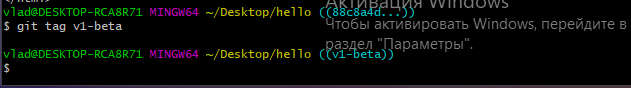 vlad@DESKTOP-RCA8R71 MINGW64 ~/Desktop/hello ((88c8a4d...))
$ git tag v1-beta
Активация Windows
Чтобы активировать Windows, перейдите в
раздел "Параметры".
vlad@DESKTOP-RCA8R71 MINGW64 ~/Desktop/hello ((v1-beta))
$